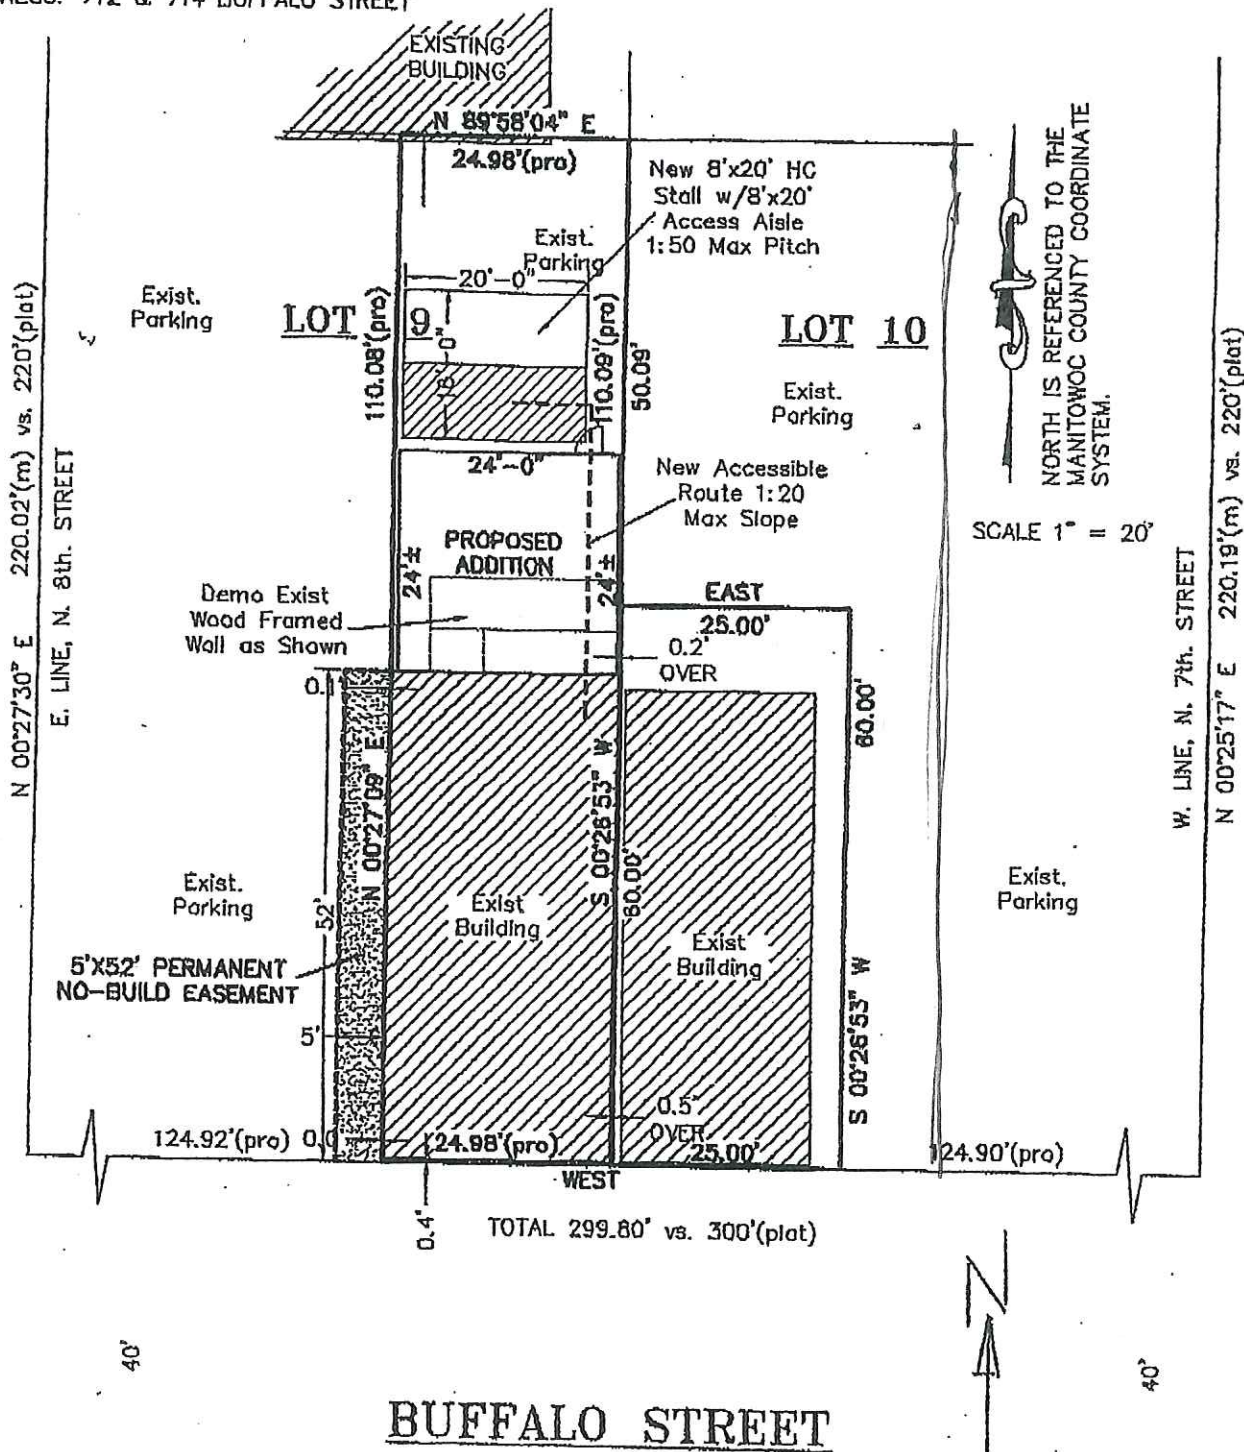 712 & 714 BUFFALO STREET
EXISTING
BUILDING
N 89°58'04" E
24.98'(pro)
New 8'x20' HC
Stall w/8'x20'
Access Aisle
1:50 Max Pitch
Exist.
Parking
20'-0"
Exist.
Parking
LOT 9
LOT 10
110.08'(pro)
110.09'(pro)
50.09'
Exist.
Parking
24'-0"
New Accessible
Route 1:20
Max Slope
NORTH IS REFERENCED TO THE
MANITOWOC COUNTY COORDINATE
SYSTEM.
SCALE 1" = 20'
N 00°27'30" E 220.02'(m) vs. 220'(plat)
E. LINE, N. 8th. STREET
PROPOSED
ADDITION
24'±
24'±
Demo Exist
Wood Framed
Wall as Shown
EAST
25.00'
0.2'
OVER
0.1'
60.00'
W. LINE, N. 7th. STREET
N 00°25'17" E 220.19'(m) vs. 220'(plat)
N 00°27'09" E
S 00°26'53" W
60.00'
Exist.
Parking
52'
Exist
Building
Exist
Building
Exist.
Parking
5'X52' PERMANENT
NO-BUILD EASEMENT
5'
S 00°26'53" W
0.5'
OVER
124.92'(pro)
24.98'(pro)
25.00'
124.90'(pro)
WEST
0.4'
TOTAL 299.80' vs. 300'(plat)
N
40'
40'
BUFFALO STREET